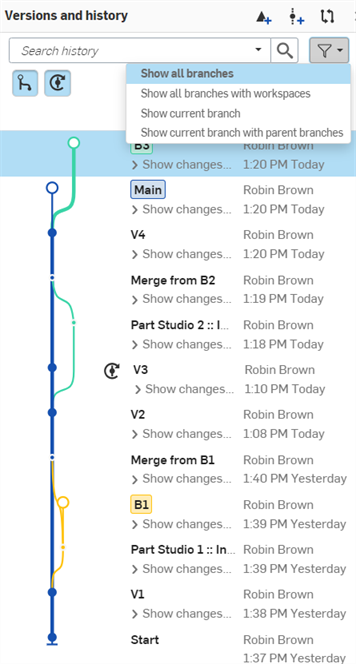 Versions and history
Search history
Show all branches
Show all branches with workspaces
Show current branch
Show current branch with parent branches
B3 Robin Brown
Show changes... 1:20 PM Today
Main Robin Brown
Show changes... 1:20 PM Today
V4 Robin Brown
Show changes... 1:20 PM Today
Merge from B2 Robin Brown
Show changes... 1:19 PM Today
Part Studio 2 :: I... Robin Brown
Show changes... 1:18 PM Today
V3 Robin Brown
Show changes... 1:10 PM Today
V2 Robin Brown
Show changes... 1:08 PM Today
Merge from B1 Robin Brown
Show changes... 1:40 PM Yesterday
B1 Robin Brown
Show changes... 1:39 PM Yesterday
Part Studio 1 :: In... Robin Brown
Show changes... 1:39 PM Yesterday
V1 Robin Brown
Show changes... 1:38 PM Yesterday
Start Robin Brown
1:37 PM Yesterday